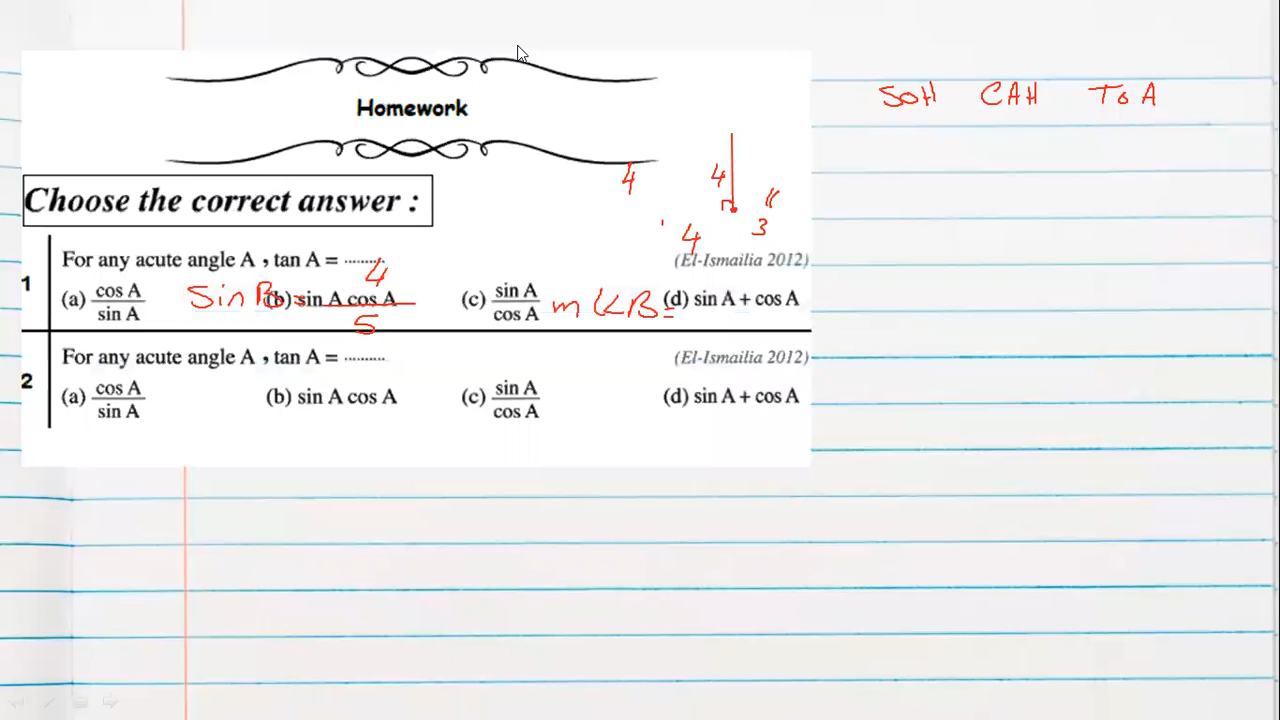 SOH CAH ToA
Homework
4
4
Choose the correct answer :
4 3
1 For any acute angle A , tan A = .......... (El-Ismailia 2012)
(a) cos A / sin A (b) sin A cos A (c) sin A / cos A (d) sin A + cos A
Sin B = 4 / 5
2 For any acute angle A , tan A = .......... (El-Ismailia 2012)
(a) cos A / sin A (b) sin A cos A (c) sin A / cos A (d) sin A + cos A